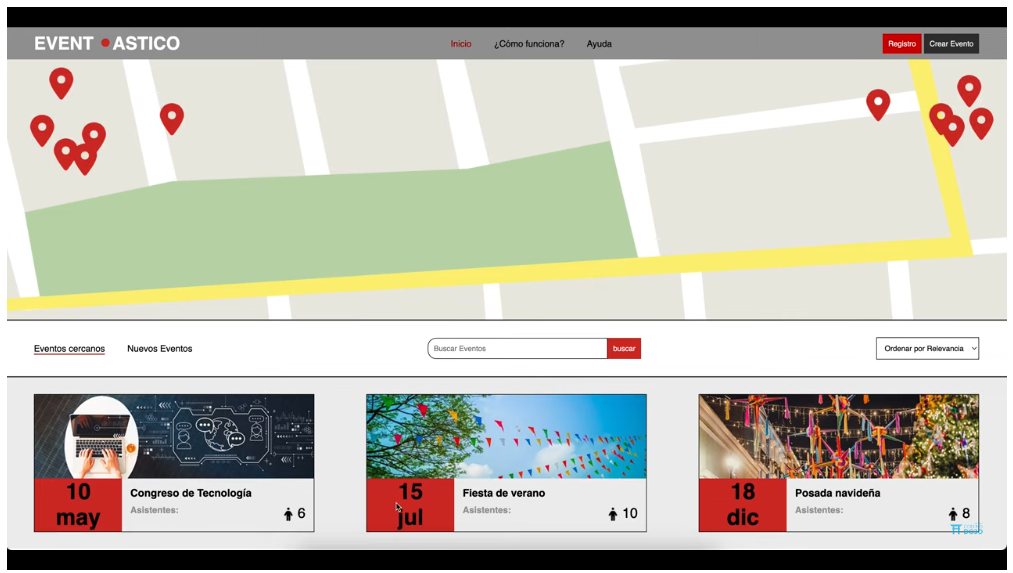 EVENT ASTICO
Inicio
¿Cómo funciona?
Ayuda
Registro
Crear Evento
Eventos cercanos
Nuevos Eventos
Buscar Eventos
buscar
Ordenar por Relevancia
10
may
Congreso de Tecnología
Asistentes:
6
15
jul
Fiesta de verano
Asistentes:
10
18
dic
Posada navideña
Asistentes:
8
DOJO